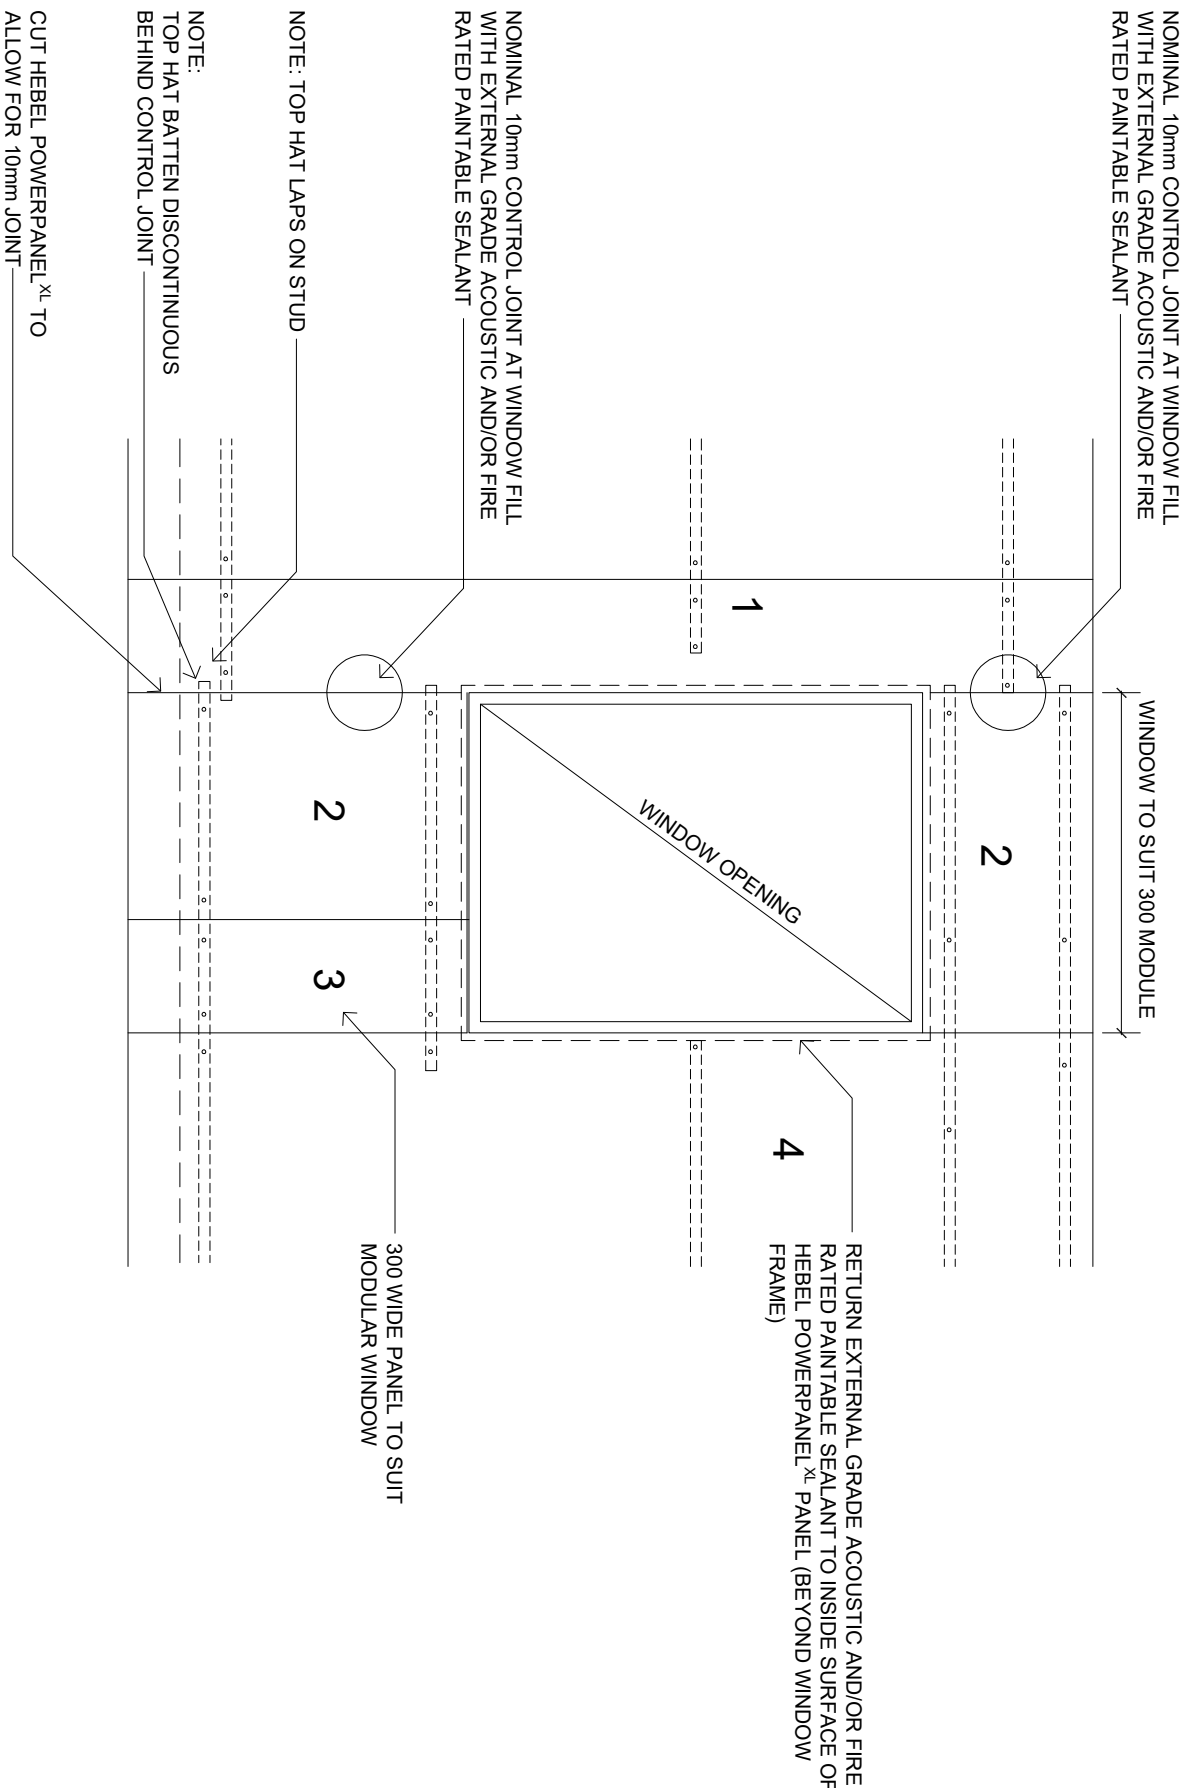 NOMINAL 10mm CONTROL JOINT AT WINDOW FILL
WITH EXTERNAL GRADE ACOUSTIC AND/OR FIRE
RATED PAINTABLE SEALANT
WINDOW TO SUIT 300 MODULE
NOMINAL 10mm CONTROL JOINT AT WINDOW FILL
WITH EXTERNAL GRADE ACOUSTIC AND/OR FIRE
RATED PAINTABLE SEALANT
NOTE: TOP HAT LAPS ON STUD
NOTE:
TOP HAT BATTEN DISCONTINUOUS
BEHIND CONTROL JOINT
CUT HEBEL POWERPANEL XL TO
ALLOW FOR 10mm JOINT
1
2
WINDOW OPENING
2
3
4
RETURN EXTERNAL GRADE ACOUSTIC AND/OR FIRE
RATED PAINTABLE SEALANT TO INSIDE SURFACE OF
HEBEL POWERPANEL XL PANEL (BEYOND WINDOW
FRAME)
300 WIDE PANEL TO SUIT
MODULAR WINDOW